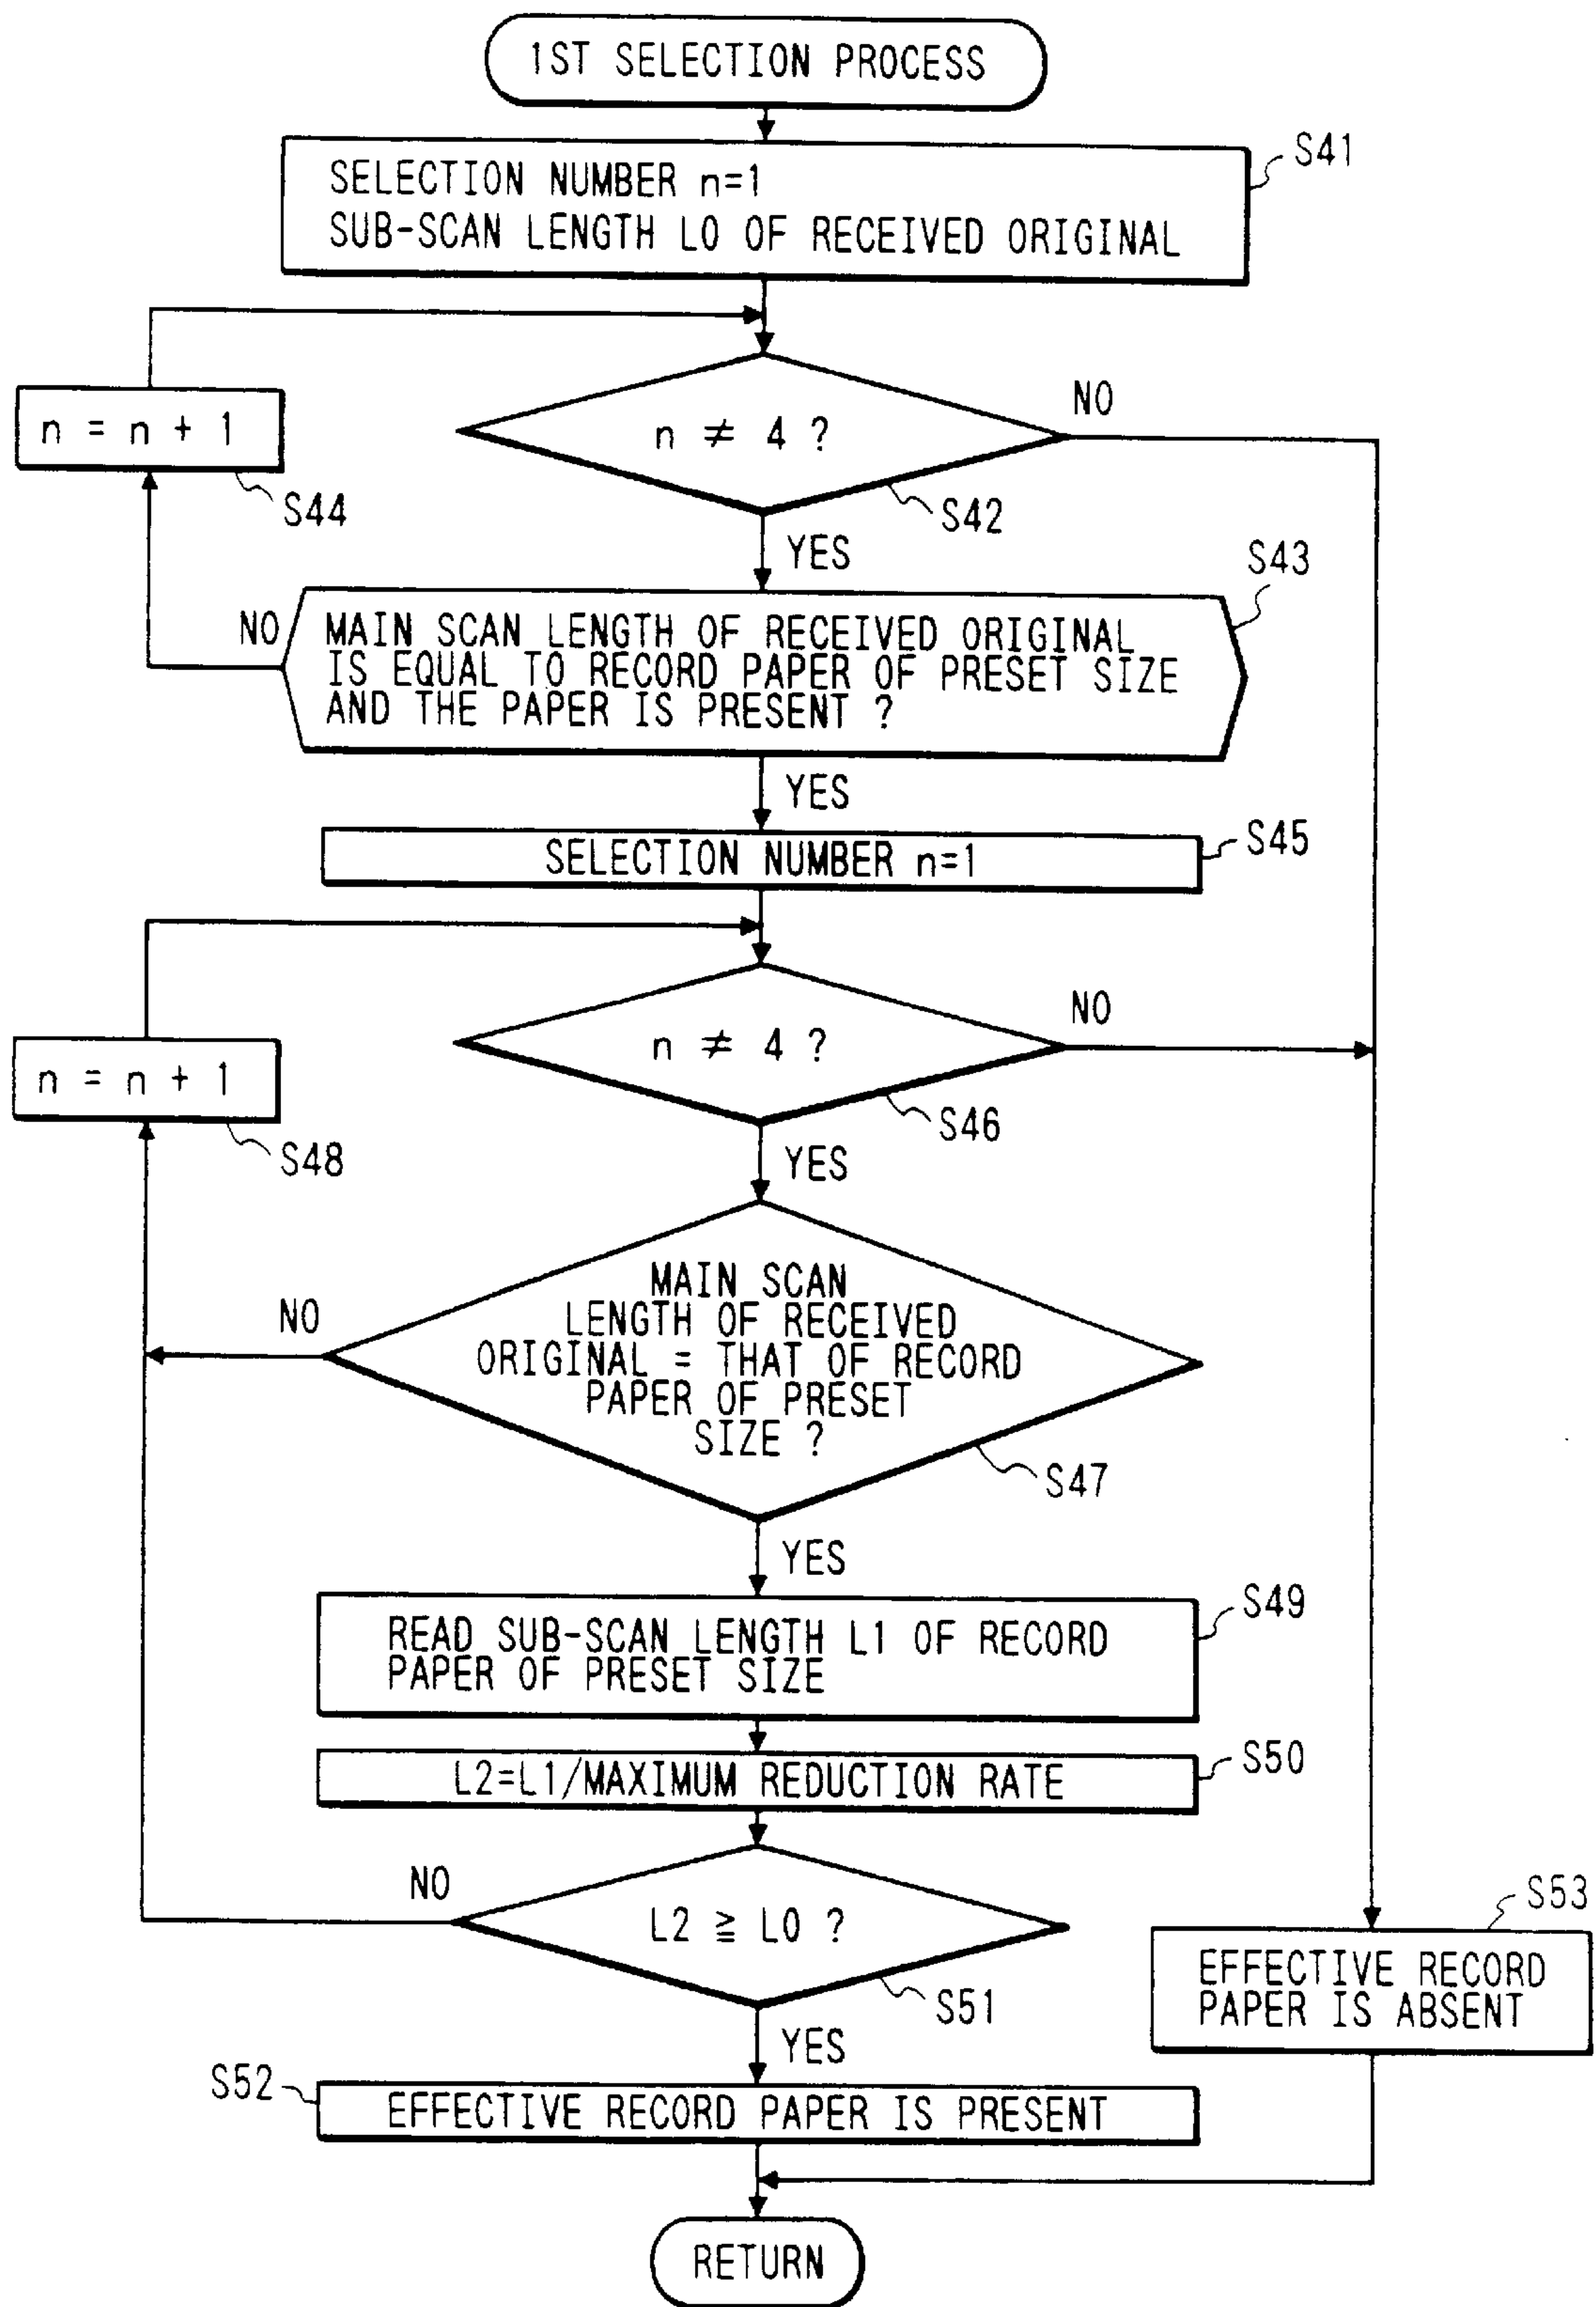 1ST SELECTION PROCESS
S41
SELECTION NUMBER n=1
SUB-SCAN LENGTH L0 OF RECEIVED ORIGINAL
n = n + 1
S44
n ≠ 4 ?
NO
S42
YES
S43
NO
MAIN SCAN LENGTH OF RECEIVED ORIGINAL
IS EQUAL TO RECORD PAPER OF PRESET SIZE
AND THE PAPER IS PRESENT ?
YES
S45
SELECTION NUMBER n=1
n = n + 1
S48
n ≠ 4 ?
NO
S46
YES
NO
MAIN SCAN
LENGTH OF RECEIVED
ORIGINAL = THAT OF RECORD
PAPER OF PRESET
SIZE ?
S47
YES
S49
READ SUB-SCAN LENGTH L1 OF RECORD
PAPER OF PRESET SIZE
S50
L2=L1/MAXIMUM REDUCTION RATE
NO
L2 ≧ L0 ?
S51
YES
S53
EFFECTIVE RECORD
PAPER IS ABSENT
S52
EFFECTIVE RECORD PAPER IS PRESENT
RETURN